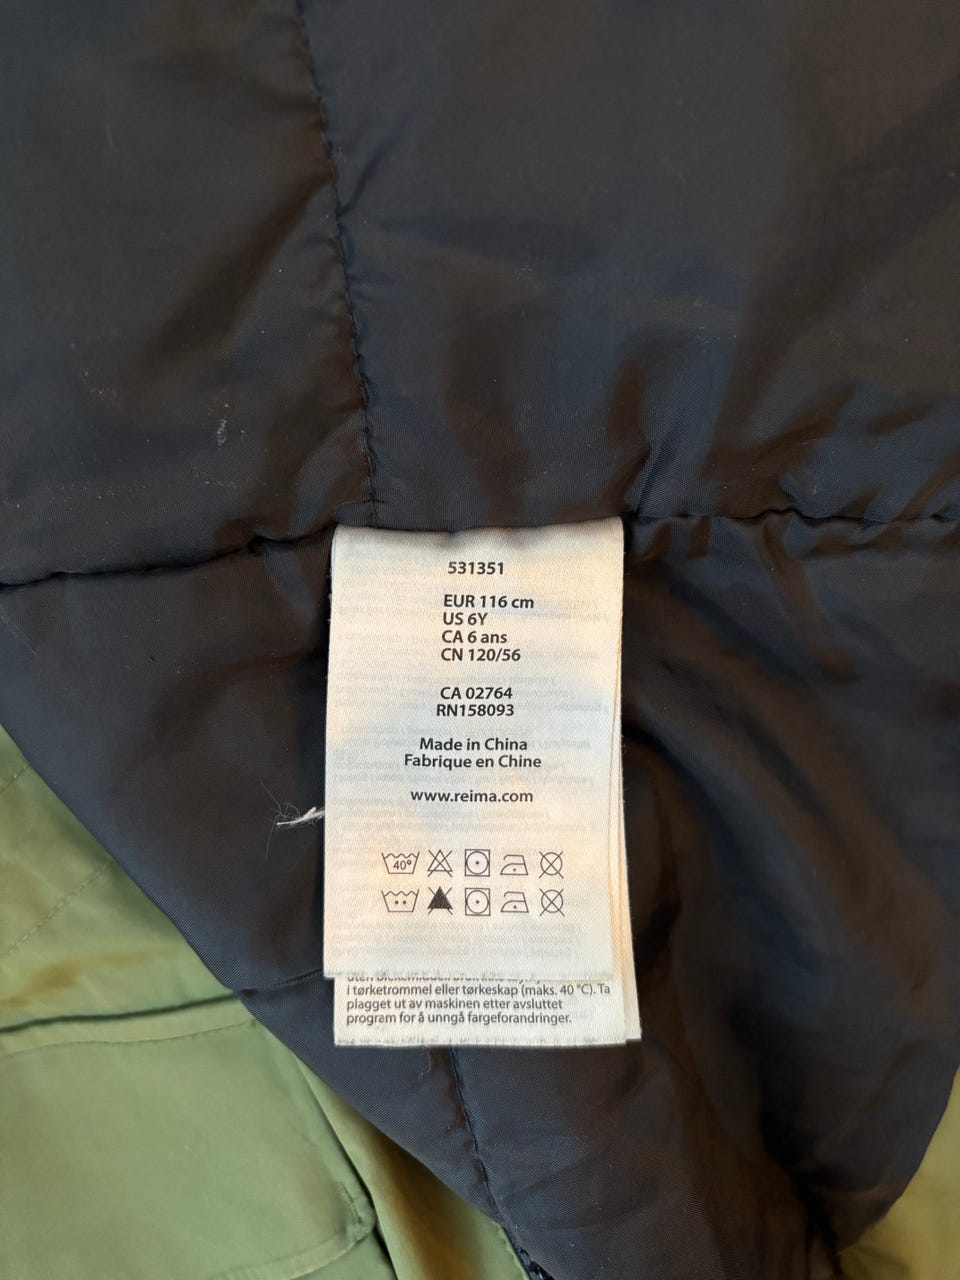 531351
EUR 116 cm
US 6Y
CA 6 ans
CN 120/56
CA 02764
RN158093
Made in China
Fabrique en Chine
www.reima.com
40°
i tørketrommel eller tørkeskap (maks. 40 °C). Ta
plagget ut av maskinen etter avsluttet
program for å unngå fargeforandringer.